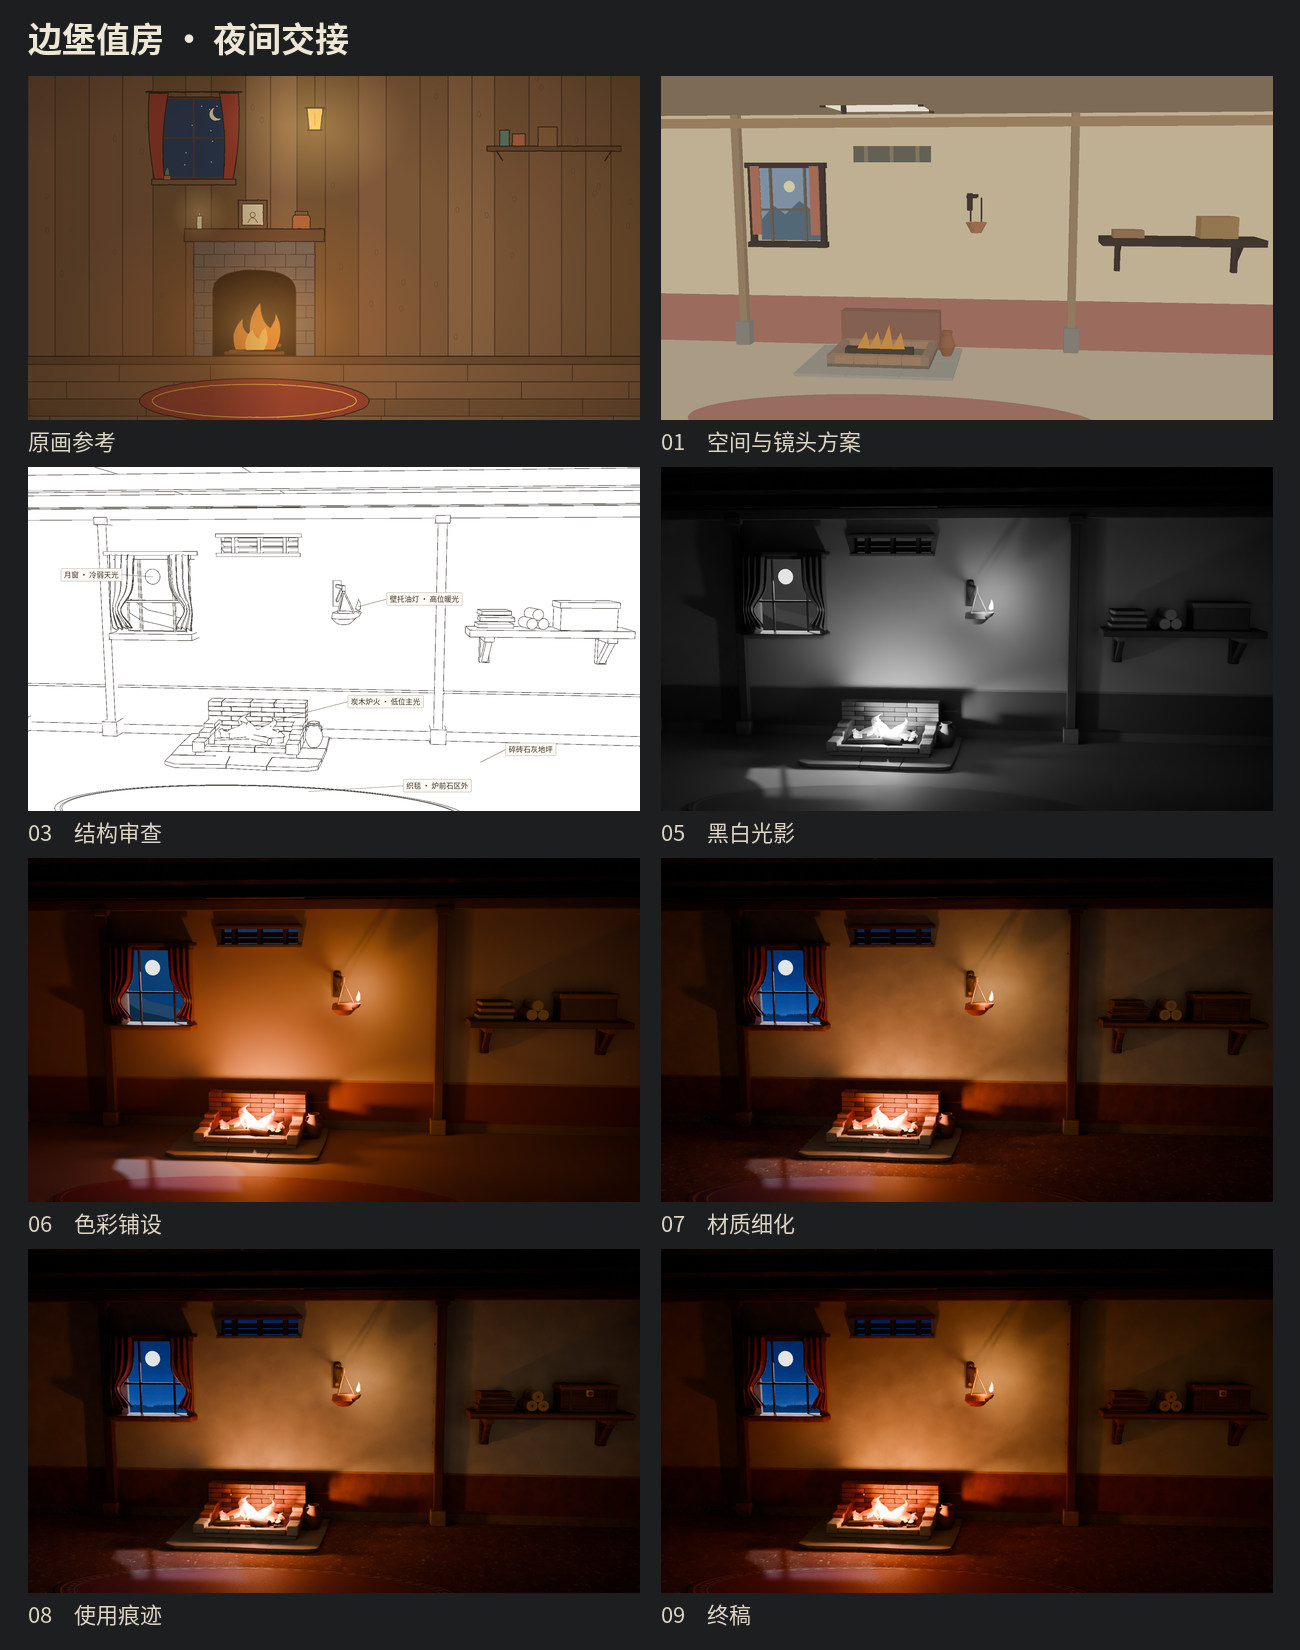 边堡值房 · 夜间交接
原画参考
01 空间与镜头方案
月窗 · 冷弱天光
壁托油灯 · 高位暖光
炭木炉火 · 低位主光
碎砖石灰地坪
织毯 · 炉前石区外
03 结构审查
05 黑白光影
06 色彩铺设
07 材质细化
08 使用痕迹
09 终稿